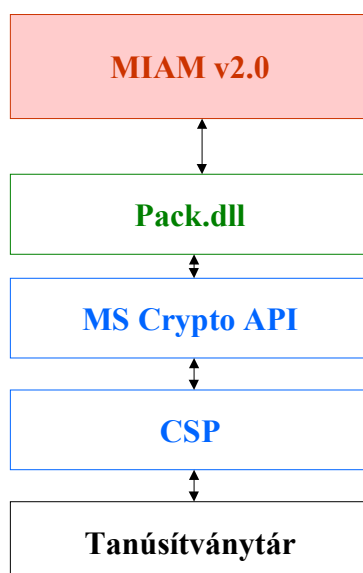 MIAM v2.0
Pack.dll
MS Crypto API
CSP
Tanúsítványtár